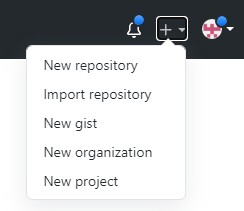 New repository
Import repository
New gist
New organization
New project